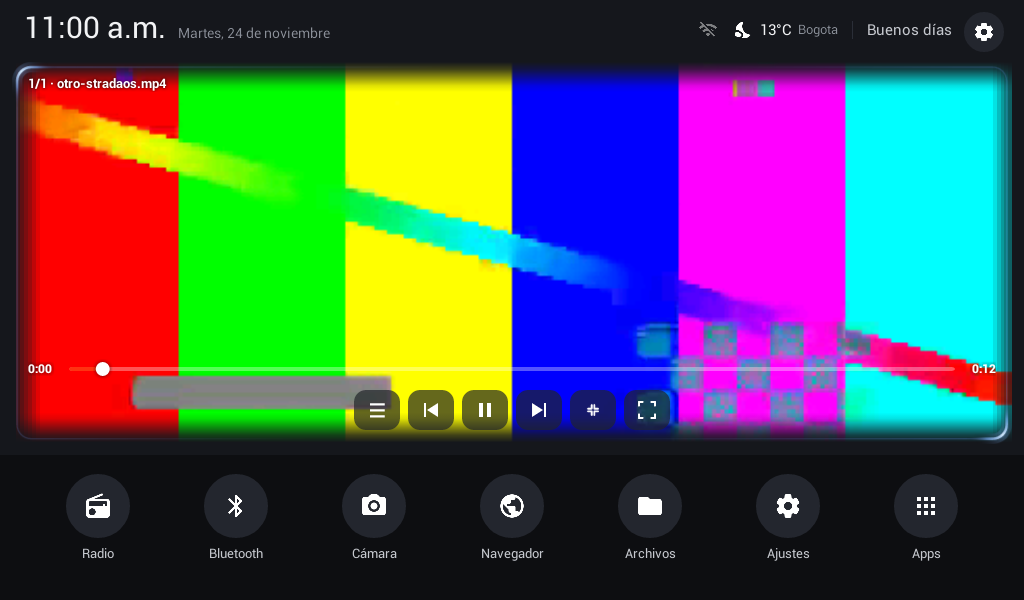 11:00 a.m.
Martes, 24 de noviembre
13°C Bogota
Buenos días
1/1 · otro-stradaos.mp4
0:00
0:12
Radio
Bluetooth
Cámara
Navegador
Archivos
Ajustes
Apps